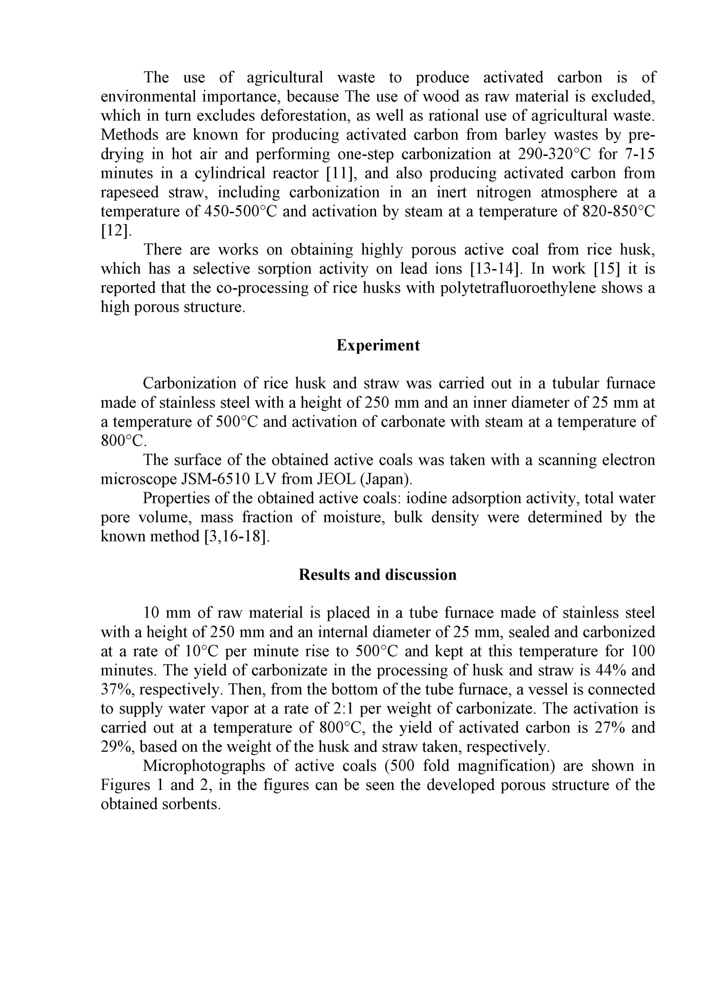 The use of agricultural waste to produce activated carbon is of
environmental importance, because The use of wood as raw material is excluded,
which in turn excludes deforestation, as well as rational use of agricultural waste.
Methods are known for producing activated carbon from barley wastes by pre-
drying in hot air and performing one-step carbonization at 290-320°C for 7-15
minutes in a cylindrical reactor [11], and also producing activated carbon from
rapeseed straw, including carbonization in an inert nitrogen atmosphere at a
temperature of 450-500°C and activation by steam at a temperature of 820-850°C
[12].
There are works on obtaining highly porous active coal from rice husk,
which has a selective sorption activity on lead ions [13-14]. In work [15] it is
reported that the co-processing of rice husks with polytetrafluoroethylene shows a
high porous structure.
Experiment
Carbonization of rice husk and straw was carried out in a tubular furnace
made of stainless steel with a height of 250 mm and an inner diameter of 25 mm at
a temperature of 500°C and activation of carbonate with steam at a temperature of
800°C.
The surface of the obtained active coals was taken with a scanning electron
microscope JSM-6510 LV from JEOL (Japan).
Properties of the obtained active coals: iodine adsorption activity, total water
pore volume, mass fraction of moisture, bulk density were determined by the
known method [3,16-18].
Results and discussion
10 mm of raw material is placed in a tube furnace made of stainless steel
with a height of 250 mm and an internal diameter of 25 mm, sealed and carbonized
at a rate of 10°C per minute rise to 500°C and kept at this temperature for 100
minutes. The yield of carbonizate in the processing of husk and straw is 44% and
37%, respectively. Then, from the bottom of the tube furnace, a vessel is connected
to supply water vapor at a rate of 2:1 per weight of carbonizate. The activation is
carried out at a temperature of 800°C, the yield of activated carbon is 27% and
29%, based on the weight of the husk and straw taken, respectively.
Microphotographs of active coals (500 fold magnification) are shown in
Figures 1 and 2, in the figures can be seen the developed porous structure of the
obtained sorbents.